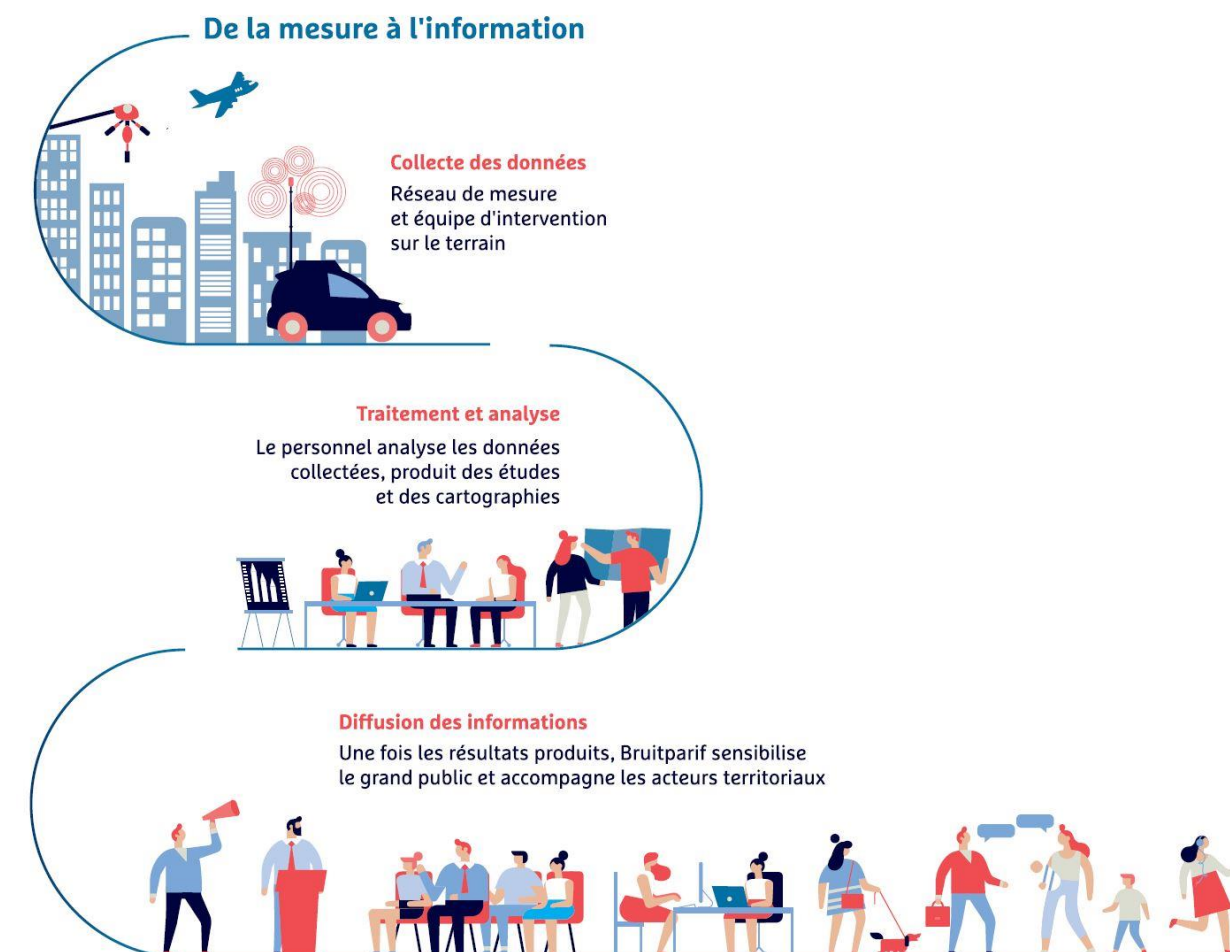 De la mesure à l'information
Collecte des données
Réseau de mesure
et équipe d'intervention
sur le terrain
Traitement et analyse
Le personnel analyse les données
collectées, produit des études
et des cartographies
Diffusion des informations
Une fois les résultats produits, Bruitparif sensibilise
le grand public et accompagne les acteurs territoriaux